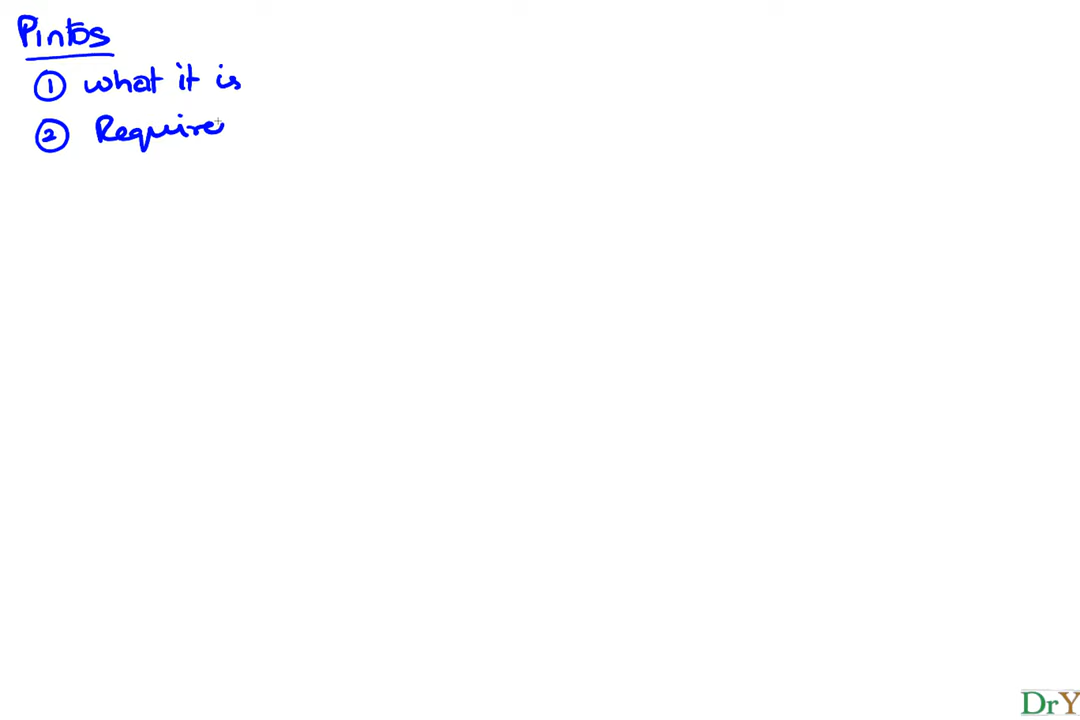 Pintos
① what it is
② Require
DrY